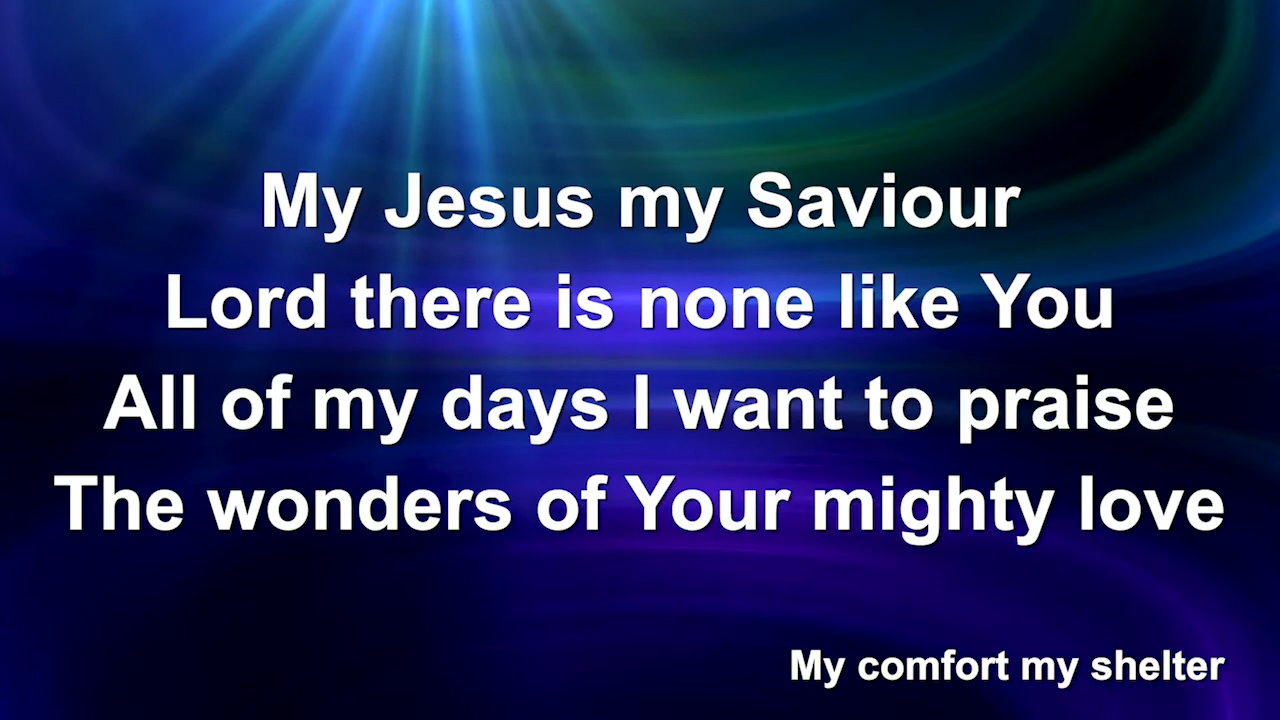 My Jesus my Saviour
Lord there is none like You
All of my days I want to praise
The wonders of Your mighty love
My comfort my shelter